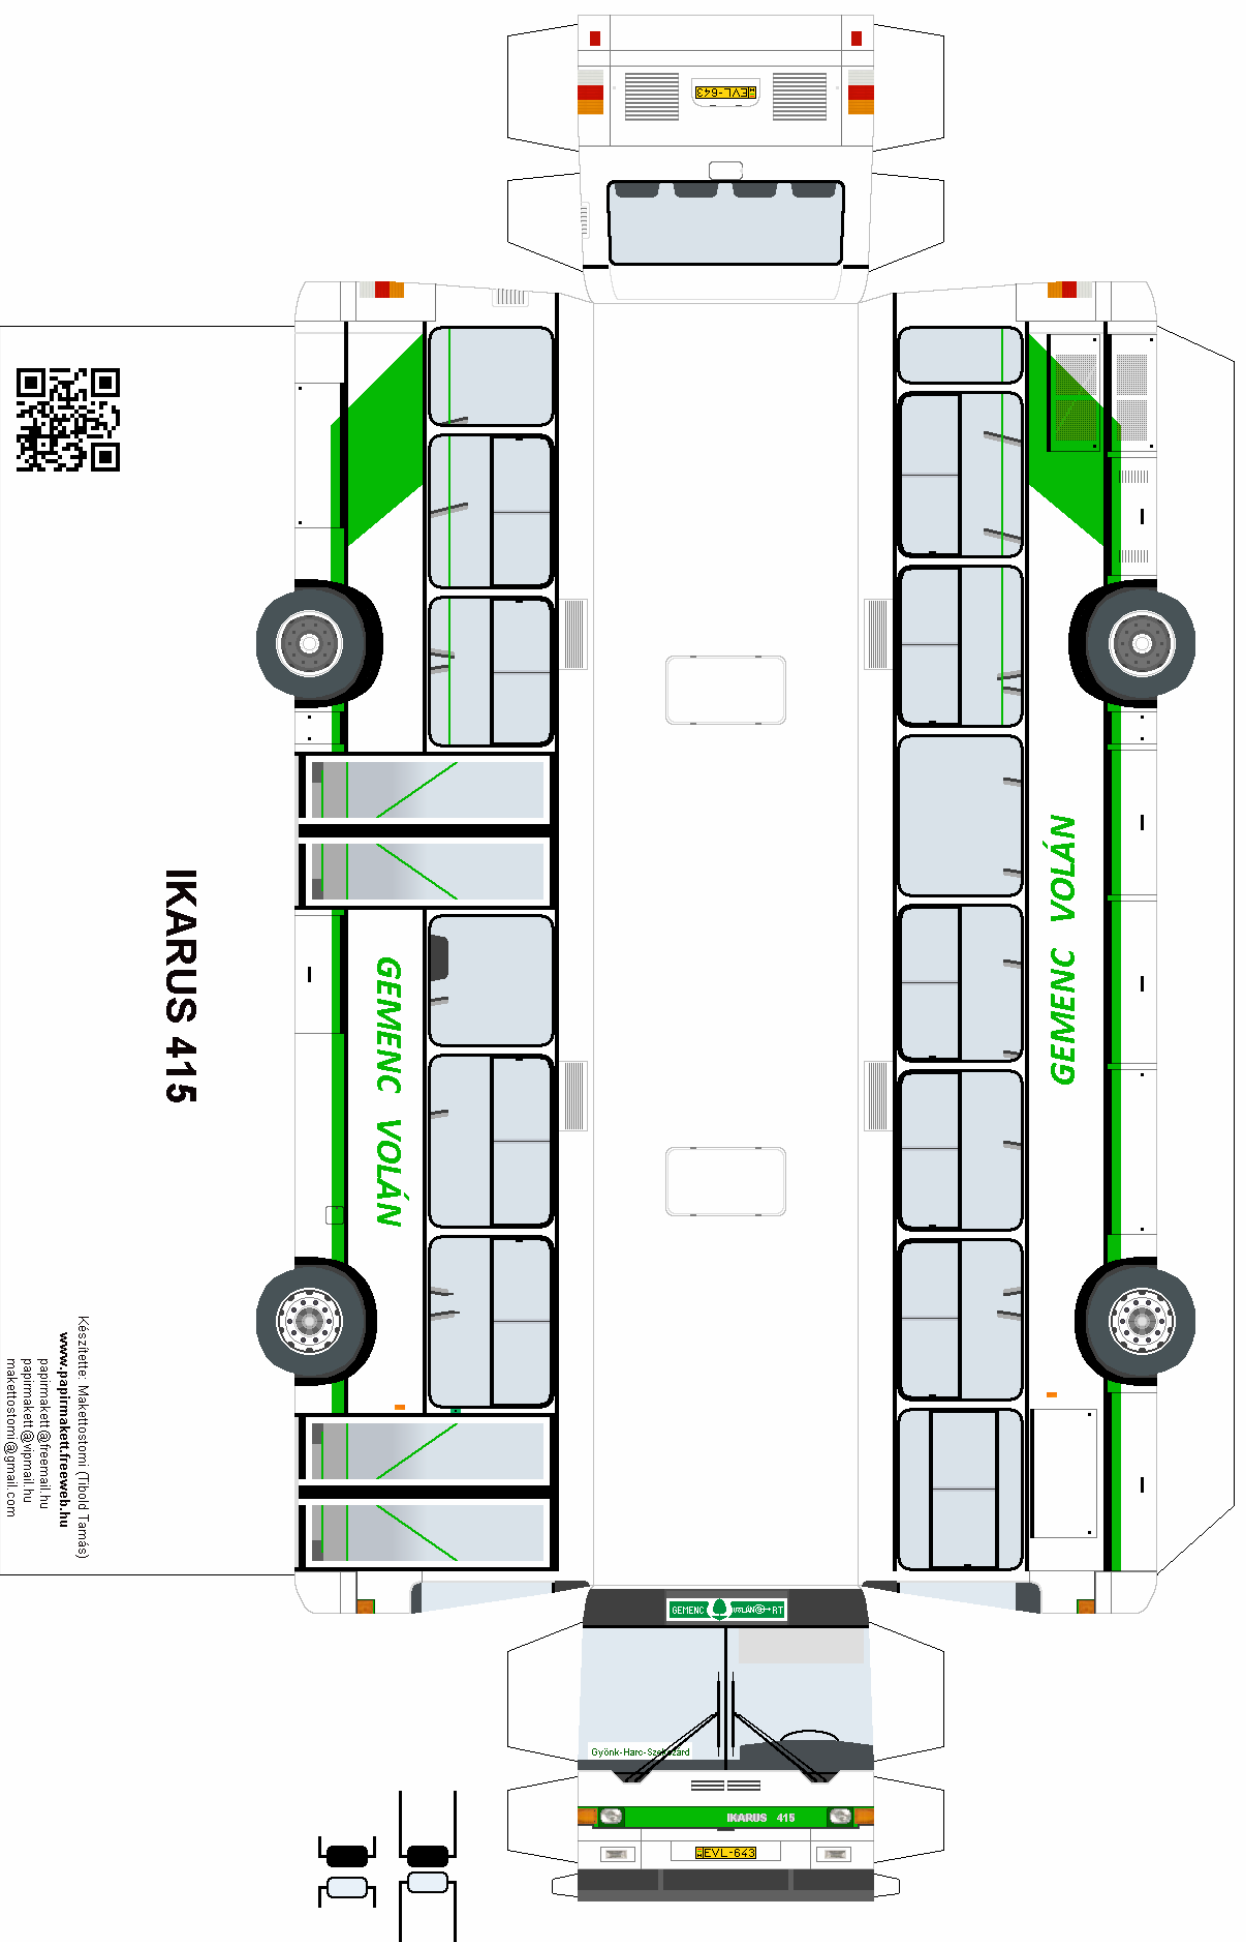 EVL-643
GEMENC VOLÁN
GEMENC VOLÁN
IKARUS 415
Készítette: Makettostomi (Tibold Tamás)
www.papirmakett.freeweb.hu
papirmakett@freemail.hu
papirmakett@vipmail.hu
makettostomi@gmail.com
GEMENC VOLÁN RT
Gyönk-Harc-Szekszárd
IKARUS 415
EVL-643